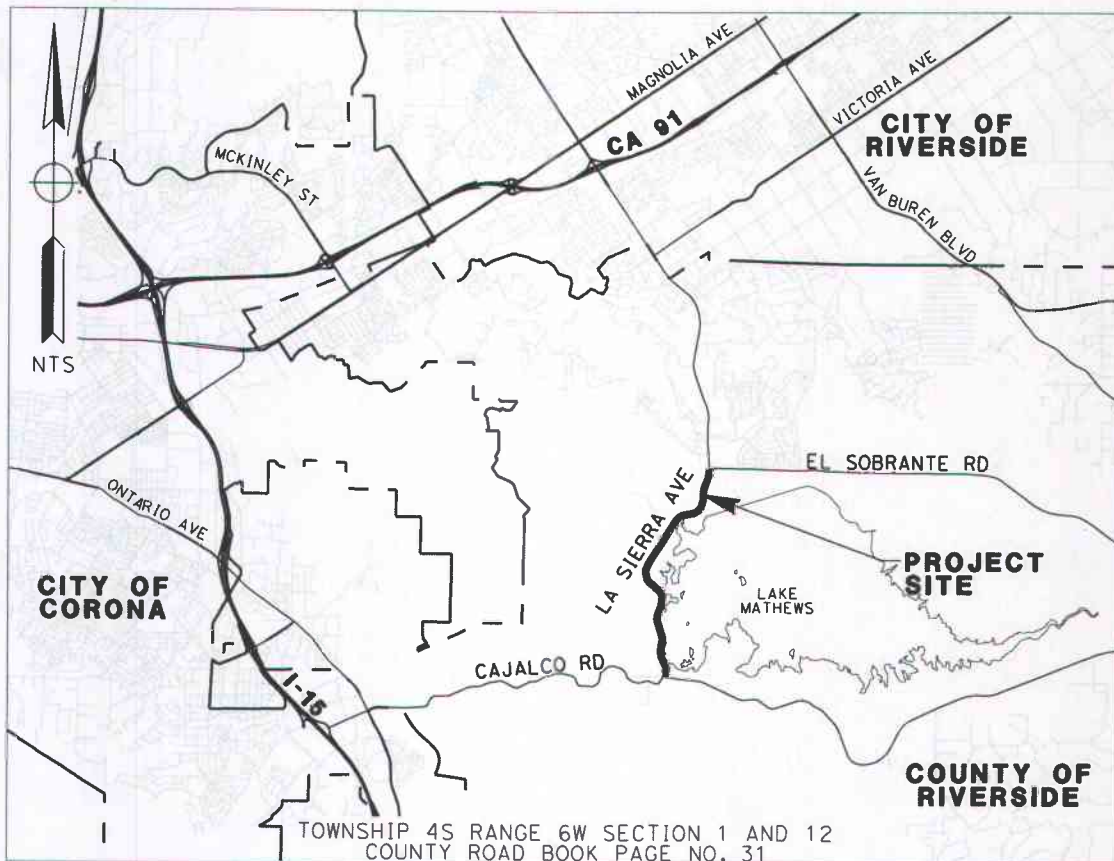 MAGNOLIA AVE
VICTORIA AVE
CITY OF
RIVERSIDE
CA 91
MCKINLEY ST
VAN BUREN BLVD
NTS
EL SOBRANTE RD
ONTARIO AVE
LA SIERRA AVE
PROJECT
SITE
CITY OF
CORONA
LAKE
MATHEWS
CAJALCO RD
I-15
COUNTY OF
RIVERSIDE
TOWNSHIP 4S RANGE 6W SECTION 1 AND 12
COUNTY ROAD BOOK PAGE NO. 31